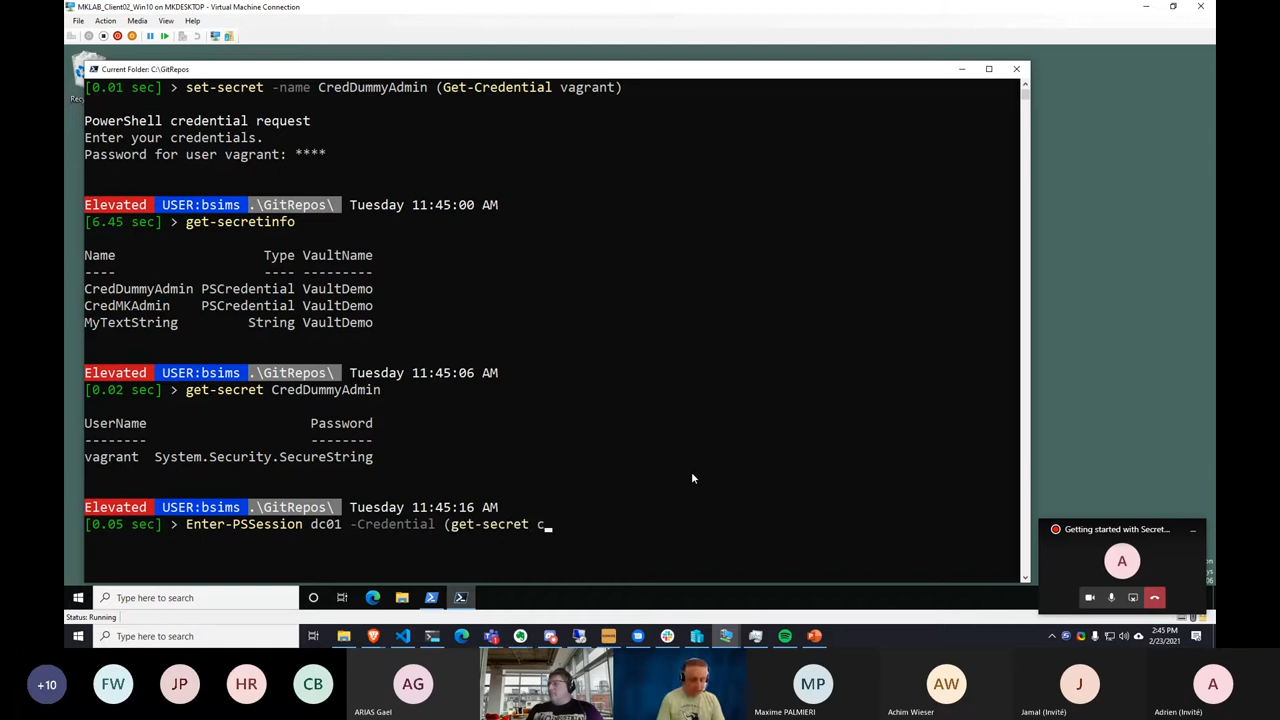 MKLAB_Client02_Win10 on MKDESKTOP - Virtual Machine Connection
File Action Media View Help
Current Folder: C:\GitRepos
[0.01 sec] > set-secret -name CredDummyAdmin (Get-Credential vagrant)
PowerShell credential request
Enter your credentials.
Password for user vagrant: ****
Elevated USER:bsims .\GitRepos\ Tuesday 11:45:00 AM
[6.45 sec] > get-secretinfo
Name Type VaultName
---- ---- ---------
CredDummyAdmin PSCredential VaultDemo
CredMKAdmin PSCredential VaultDemo
MyTextString String VaultDemo
Elevated USER:bsims .\GitRepos\ Tuesday 11:45:06 AM
[0.02 sec] > get-secret CredDummyAdmin
UserName Password
-------- --------
vagrant System.Security.SecureString
Elevated USER:bsims .\GitRepos\ Tuesday 11:45:16 AM
[0.05 sec] > Enter-PSSession dc01 -Credential (get-secret c_
Getting started with Secret...
A
Type here to search
Status: Running
Type here to search
2:45 PM
2/23/2021
+10
FW
JP
HR
CB
AG
ARIAS Gael
MP
Maxime PALMIERI
AW
Achim Wieser
J
Jamal (Invité)
A
Adrien (Invité)